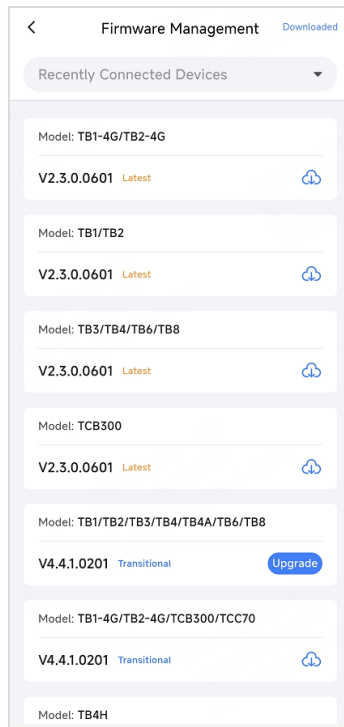 Firmware Management
Downloaded
Recently Connected Devices
Model: TB1-4G/TB2-4G
V2.3.0.0601 Latest
Model: TB1/TB2
V2.3.0.0601 Latest
Model: TB3/TB4/TB6/TB8
V2.3.0.0601 Latest
Model: TCB300
V2.3.0.0601 Latest
Model: TB1/TB2/TB3/TB4/TB4A/TB6/TB8
V4.4.1.0201 Transitional Upgrade
Model: TB1-4G/TB2-4G/TCB300/TCC70
V4.4.1.0201 Transitional
Model: TB4H